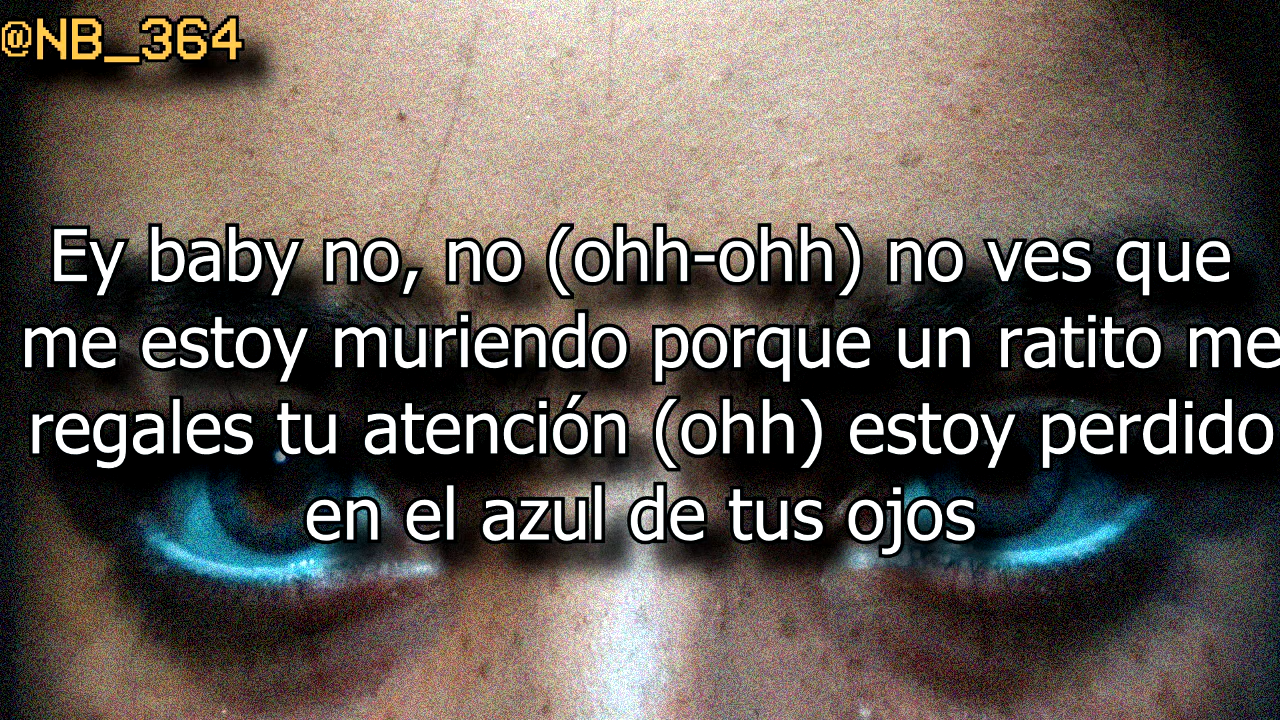 @NB_364
Ey baby no, no (ohh-ohh) no ves que
me estoy muriendo porque un ratito me
regales tu atención (ohh) estoy perdido
en el azul de tus ojos